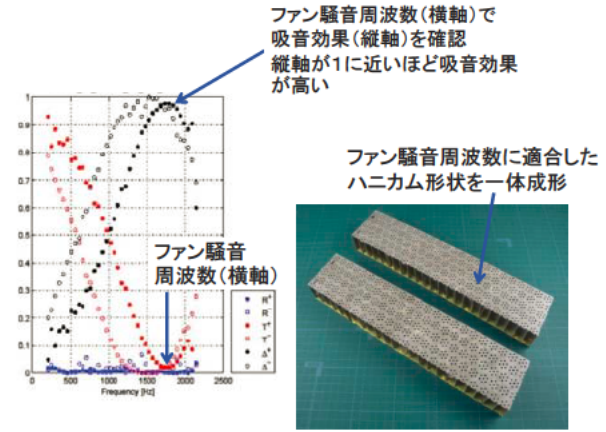 ファン騒音周波数(横軸)で
吸音効果(縦軸)を確認
縦軸が1に近いほど吸音効果
が高い
ファン騒音周波数に適合した
ハニカム形状を一体成形
1
0.9
0.8
0.7
0.6
0.5
0.4
0.3
0.2
0.1
0
ファン騒音
周波数(横軸)
R⁺
R⁻
T⁺
T⁻
Δ⁺
Δ⁻
0 500 1000 1500 2000 2500
Frequency [Hz]